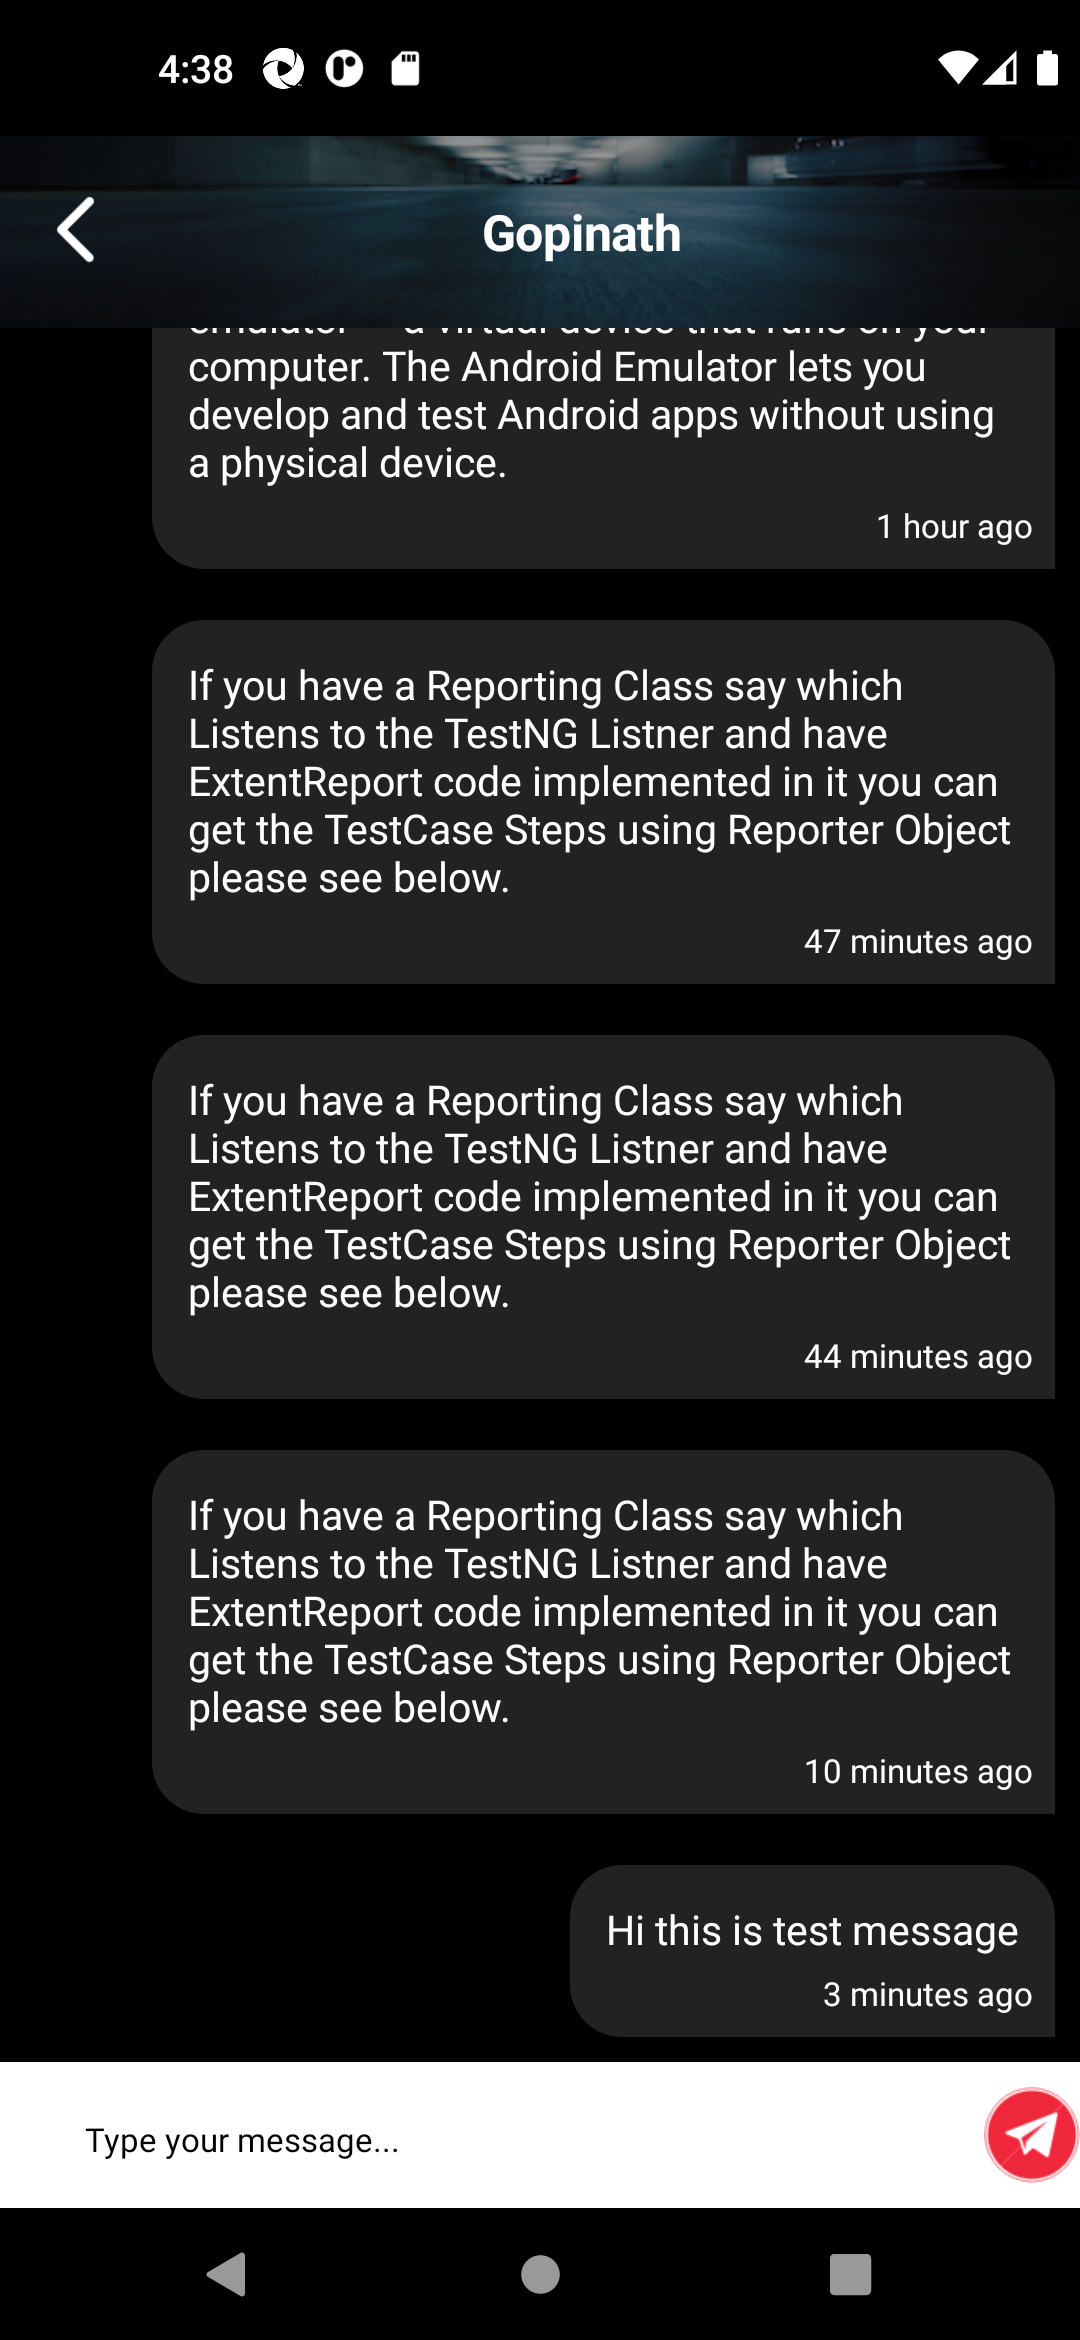 4:38
Gopinath
computer. The Android Emulator lets you
develop and test Android apps without using
a physical device.
1 hour ago
If you have a Reporting Class say which
Listens to the TestNG Listner and have
ExtentReport code implemented in it you can
get the TestCase Steps using Reporter Object
please see below.
47 minutes ago
If you have a Reporting Class say which
Listens to the TestNG Listner and have
ExtentReport code implemented in it you can
get the TestCase Steps using Reporter Object
please see below.
44 minutes ago
If you have a Reporting Class say which
Listens to the TestNG Listner and have
ExtentReport code implemented in it you can
get the TestCase Steps using Reporter Object
please see below.
10 minutes ago
Hi this is test message
3 minutes ago
Type your message...